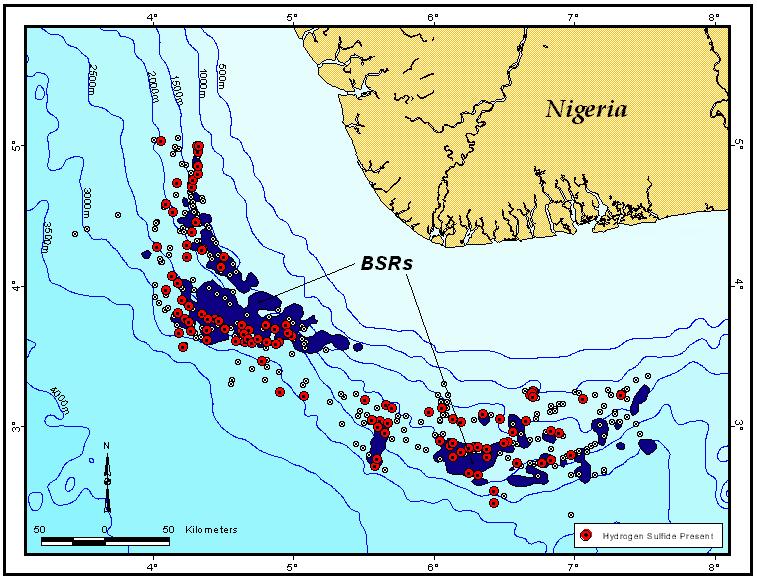 4° 5° 6° 7° 8°
2500m
2000m
1500m
1000m
500m
Nigeria
5° 5°
3000m
3500m
BSRs
4° 4°
4000m
3° 3°
N
50 0 50 Kilometers
Hydrogen Sulfide Present
4° 5° 6° 7° 8°